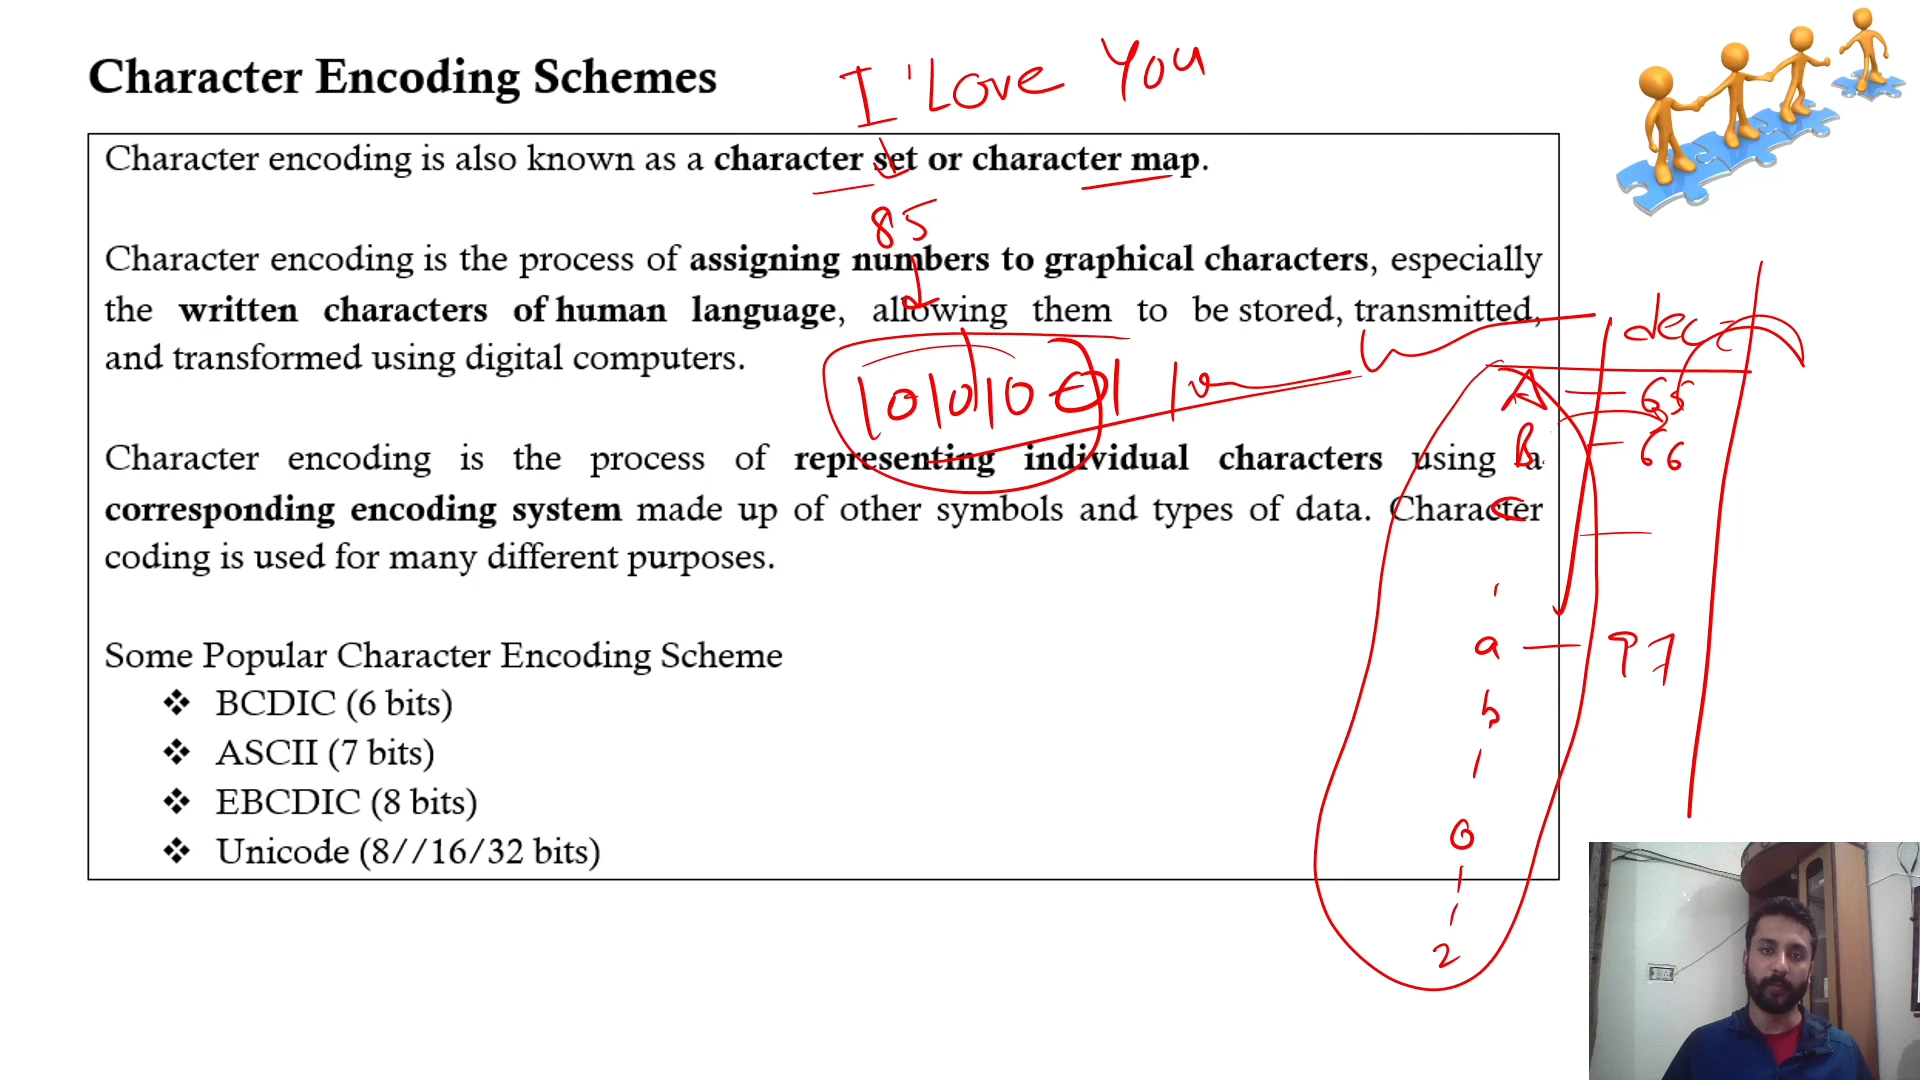 Character Encoding Schemes
I Love You
Character encoding is also known as a character set or character map.
85
Character encoding is the process of assigning numbers to graphical characters, especially
the written characters of human language, allowing them to be stored, transmitted,
and transformed using digital computers.
dec
A — 65
B — 66
Character encoding is the process of representing individual characters using a
corresponding encoding system made up of other symbols and types of data. Character
coding is used for many different purposes.
C
a — 97
b
0
2
Some Popular Character Encoding Scheme
❖ BCDIC (6 bits)
❖ ASCII (7 bits)
❖ EBCDIC (8 bits)
❖ Unicode (8//16/32 bits)